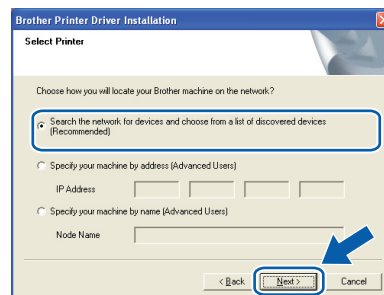 Brother Printer Driver Installation
Select Printer
Choose how you will locate your Brother machine on the network?
Search the network for devices and choose from a list of discovered devices
(Recommended)
Specify your machine by address (Advanced Users)
IP Address
Specify your machine by name (Advanced Users)
Node Name
< Back
Next >
Cancel